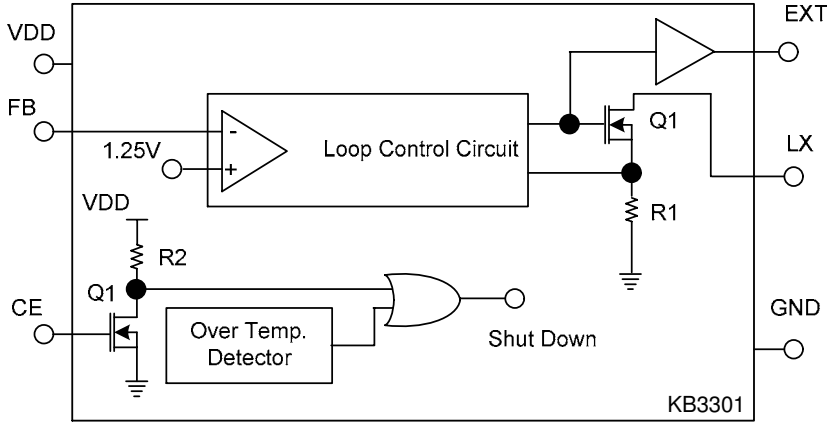 EXT
VDD
FB
1.25V
-
+
Loop Control Circuit
Q1
LX
VDD
R1
R2
Q1
CE
Over Temp.
Detector
Shut Down
GND
KB3301